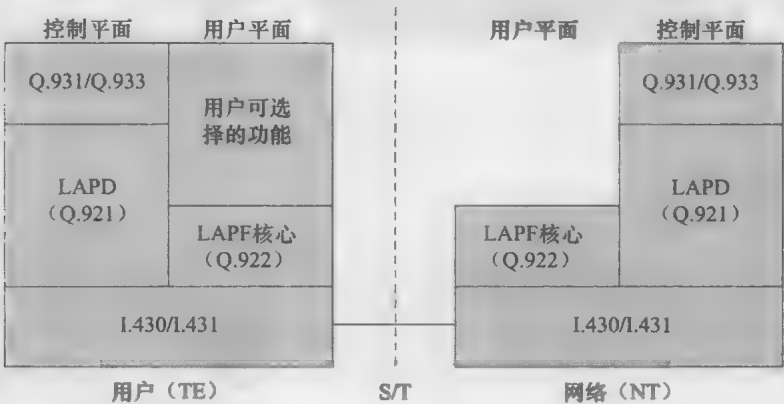 控制平面 用户平面 用户平面 控制平面
Q.931/Q.933 Q.931/Q.933
用户可选
择的功能
LAPD LAPD
（Q.921） （Q.921）
LAPF核心 LAPF核心
（Q.922） （Q.922）
I.430/I.431 I.430/I.431
用户（TE） S/T 网络（NT）